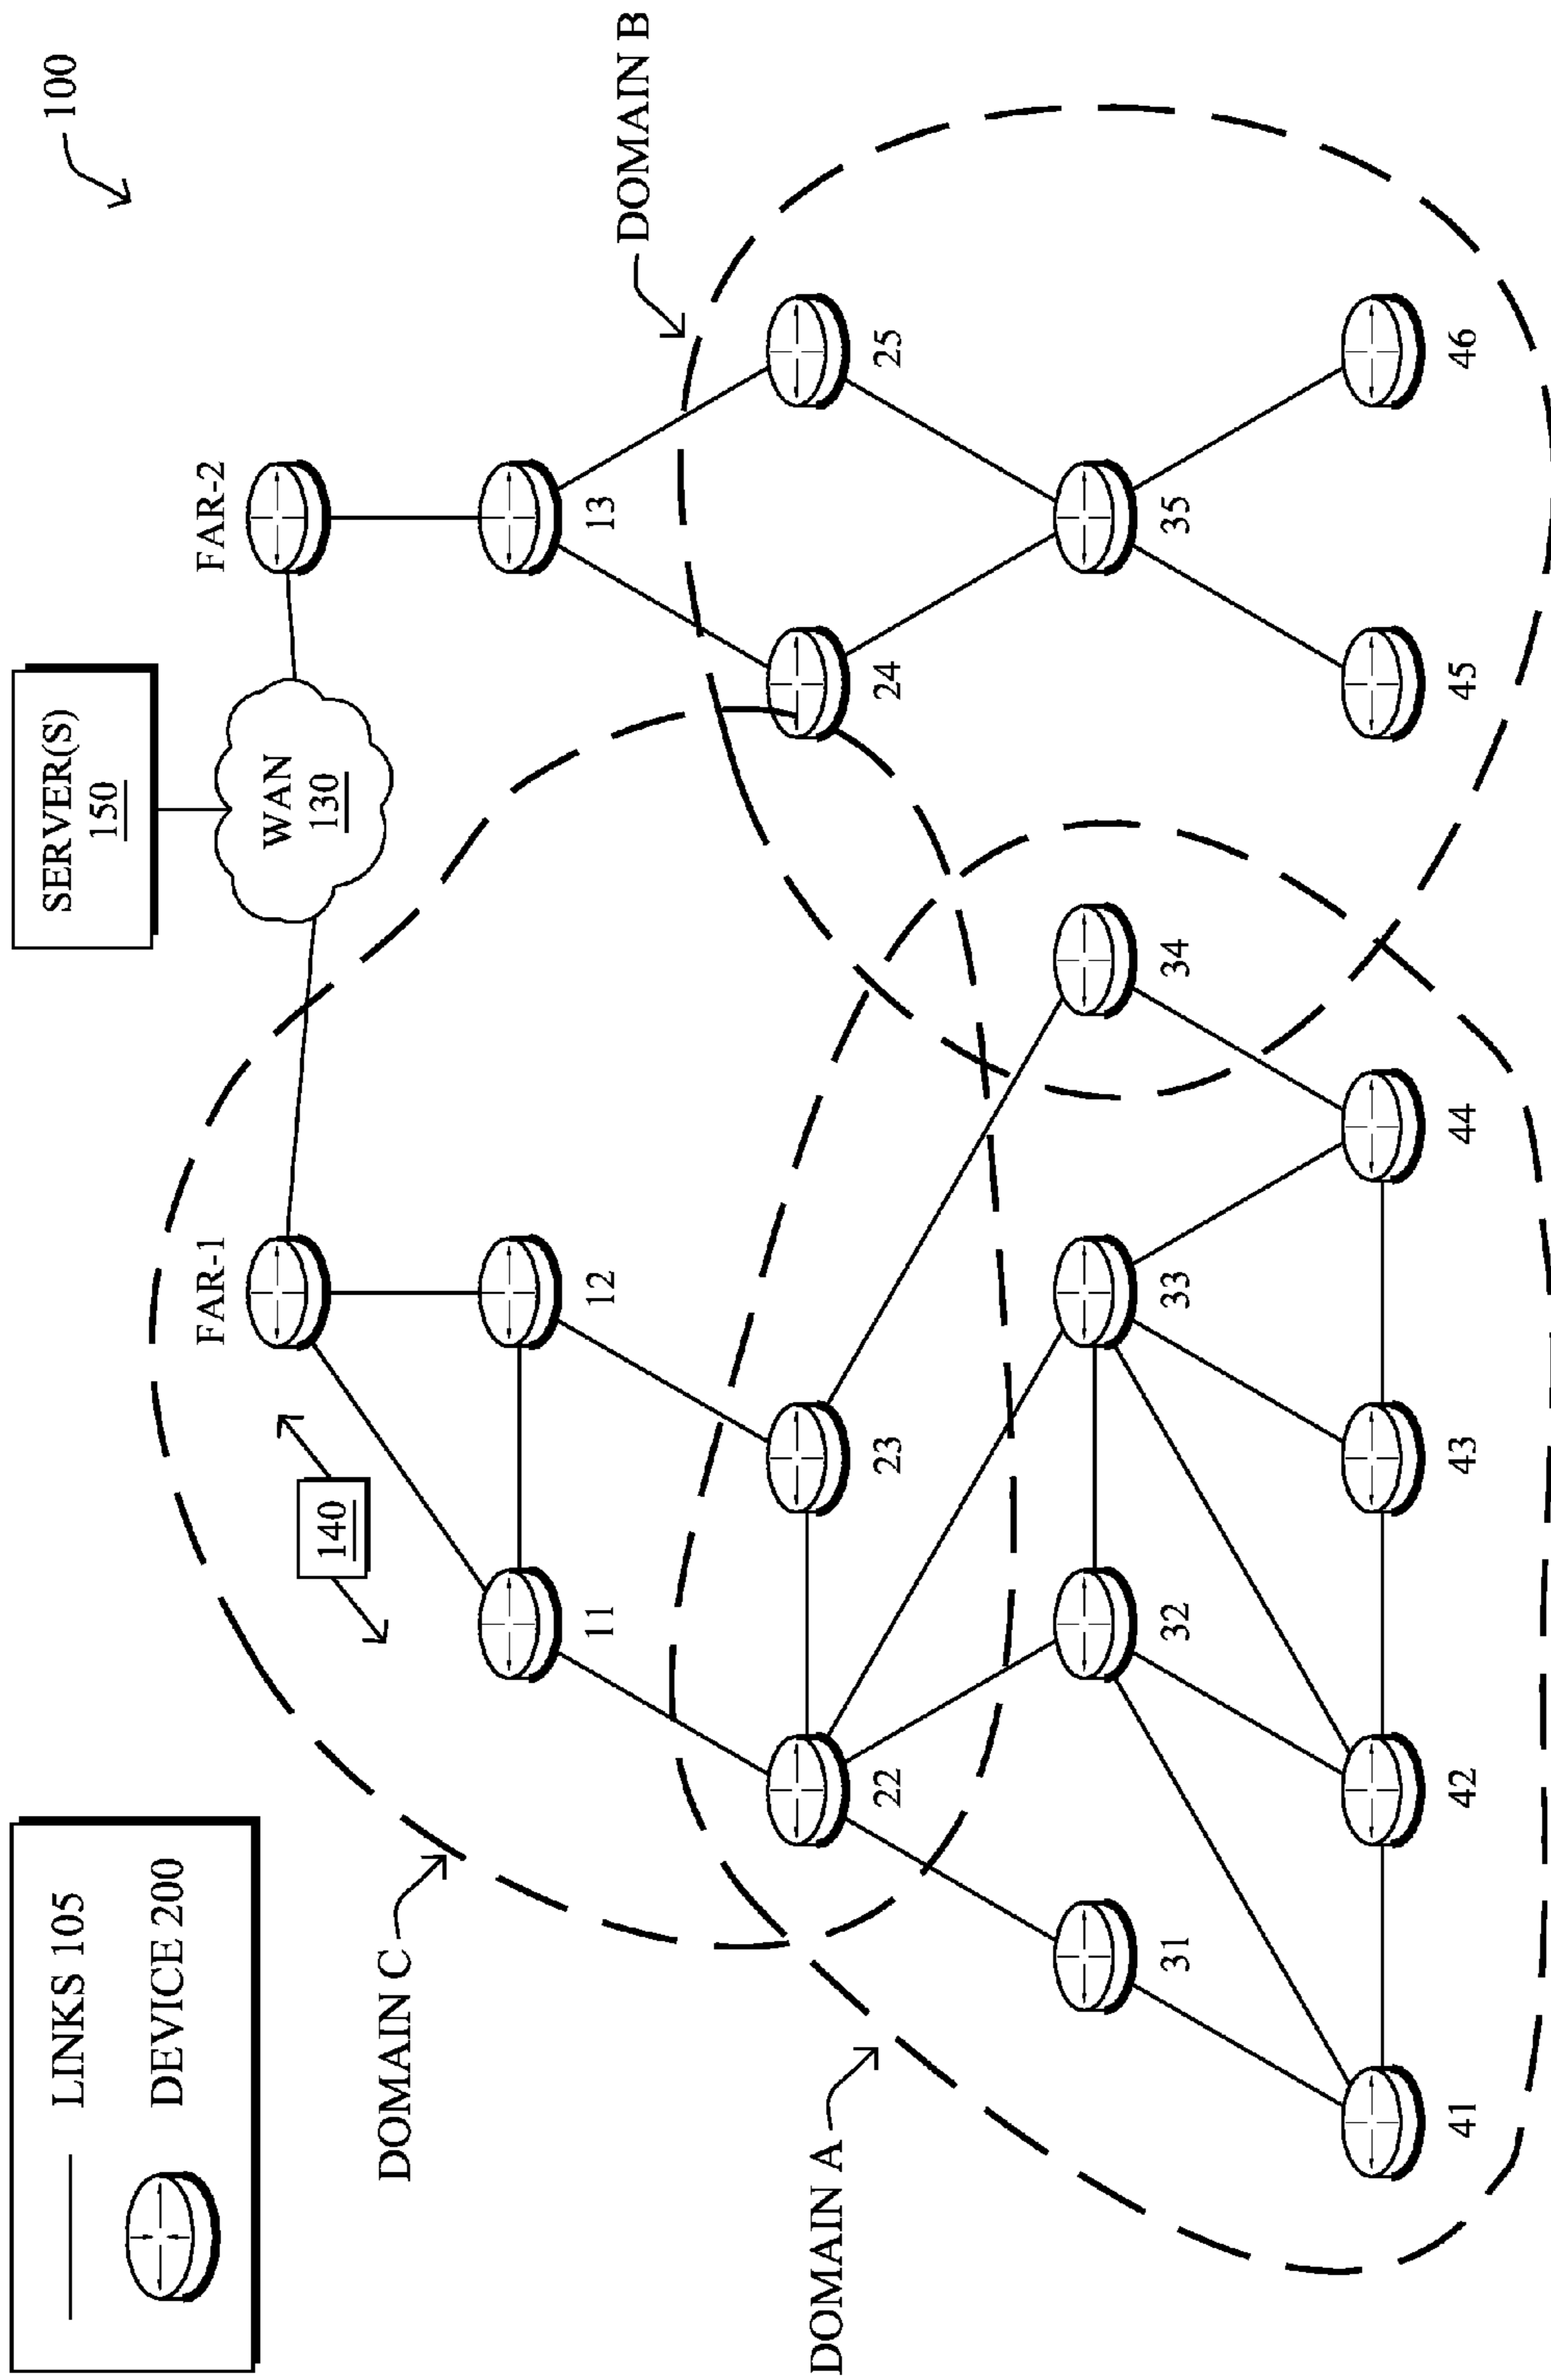 100
LINKS 105
DEVICE 200
SERVER(S)
150
WAN
130
FAR-1
FAR-2
140
DOMAIN C
DOMAIN B
DOMAIN A
11
12
13
22
23
24
25
31
32
33
34
35
41
42
43
44
45
46